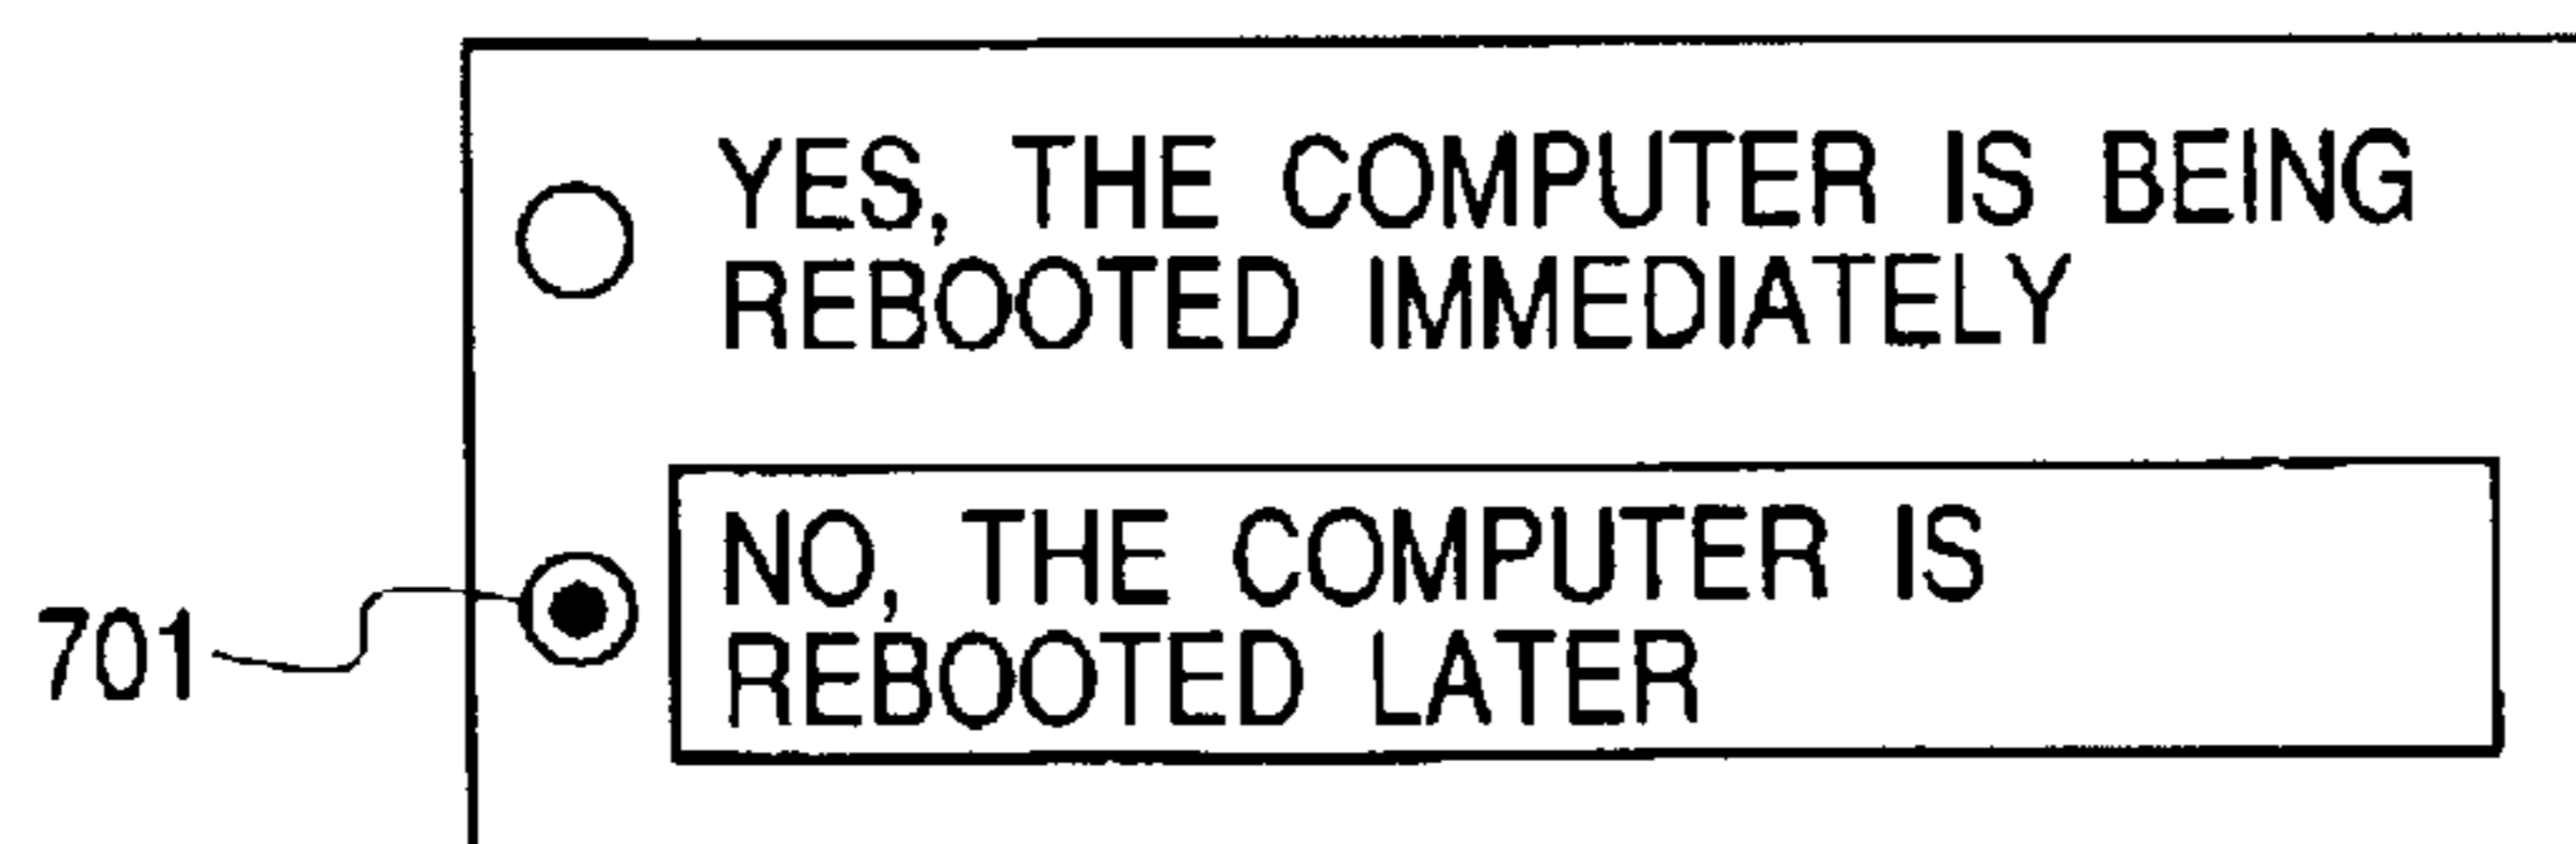 YES, THE COMPUTER IS BEING
REBOOTED IMMEDIATELY
NO, THE COMPUTER IS
REBOOTED LATER
701